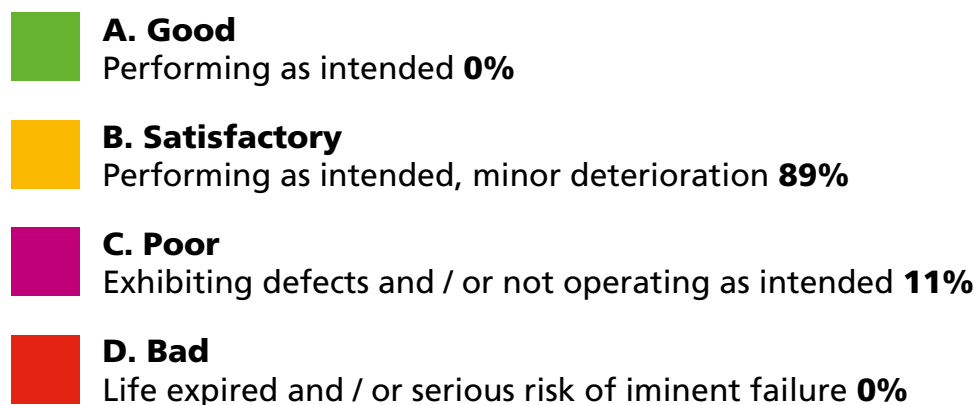 A. Good
Performing as intended 0%
B. Satisfactory
Performing as intended, minor deterioration 89%
C. Poor
Exhibiting defects and / or not operating as intended 11%
D. Bad
Life expired and / or serious risk of iminent failure 0%